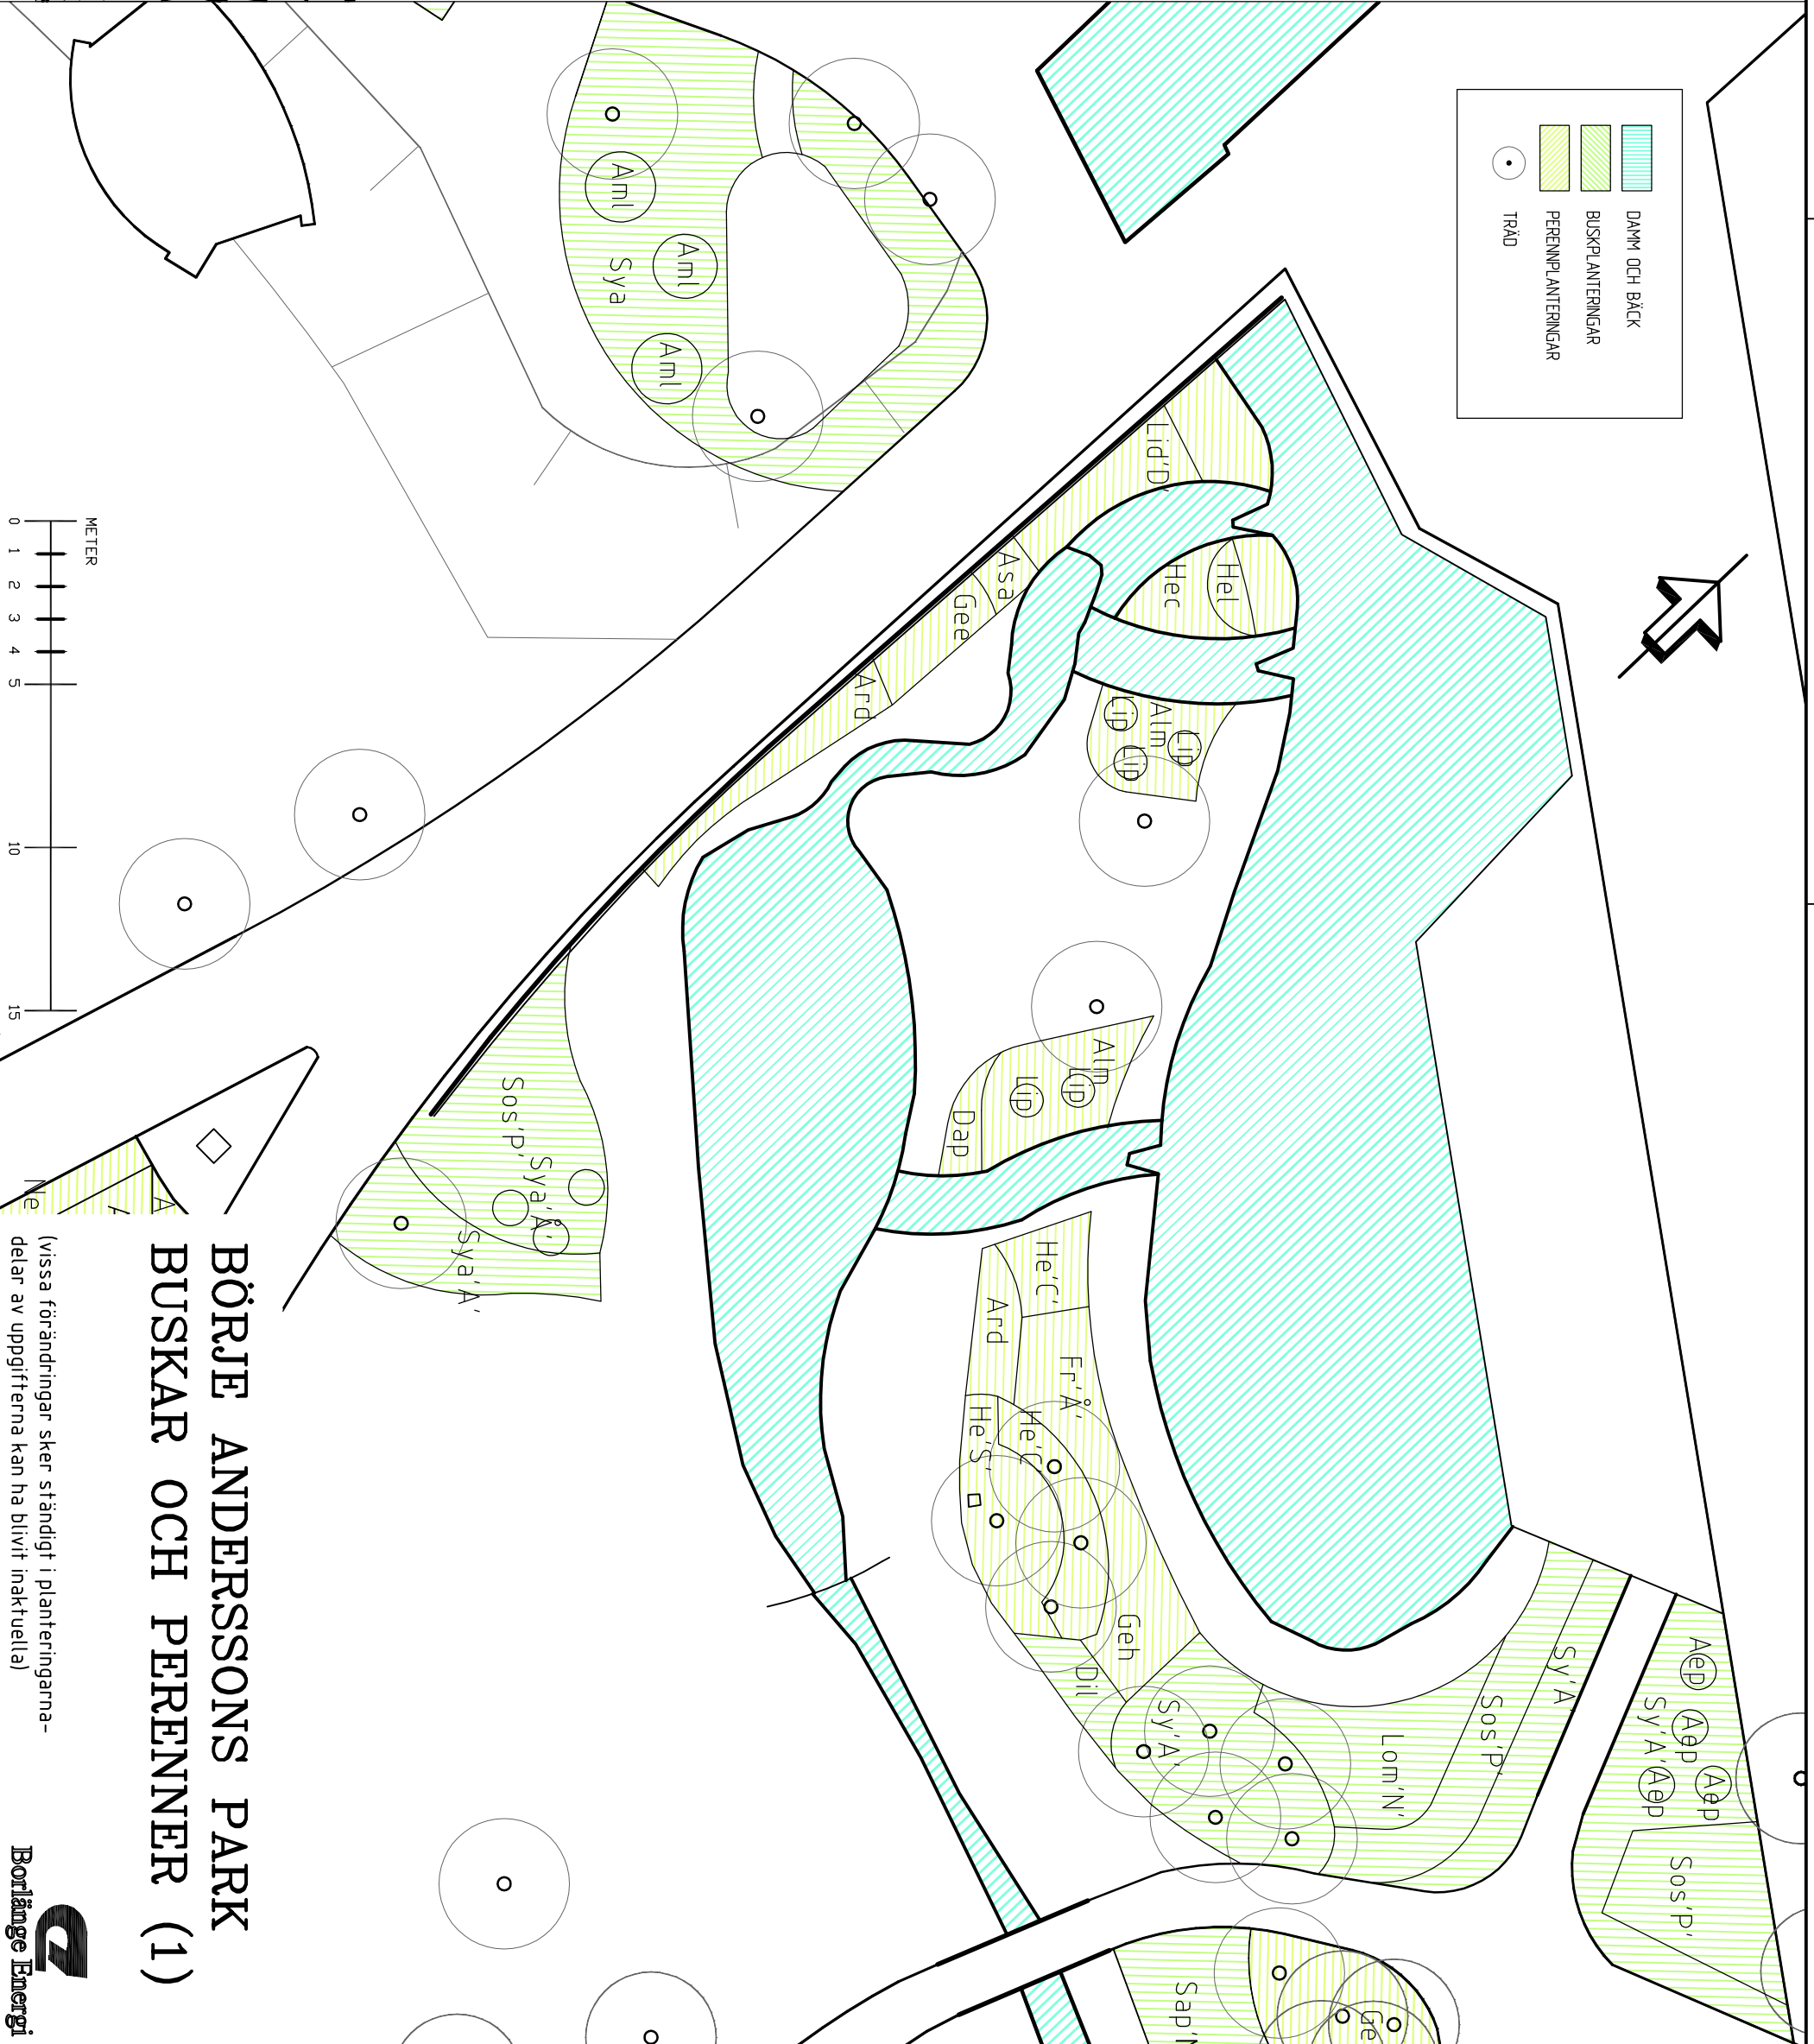 DAMM OCH BÄCK
BUSKPLANTERINGAR
PERENNPLANTERINGAR
TRÄD
Aml
Aml
Aml
Sya
Lid'D'
Asa
Gee
Ard
Hec
Hel
Lip
Alm
Lip
Lip
Alm
Lip
Lip
Dap
Sos'P'
Sya'Å'
Sya'A'
He'C'
Ard
Fr'Å'
He'S'
He'C'
Geh
Dil
Sy'A'
Lom'N'
Sos'P'
Sy'A'
Aep
Aep
Aep
Sy'A'
Aep
Sos'P'
Ge
Ne
A
METER
0 1 2 3 4 5 10 15
BÖRJE ANDERSSONS PARK
BUSKAR OCH PERENNER (1)
(vissa förändringar sker ständigt i planteringarna-
delar av uppgifterna kan ha blivit inaktuella)
Borlänge Energi